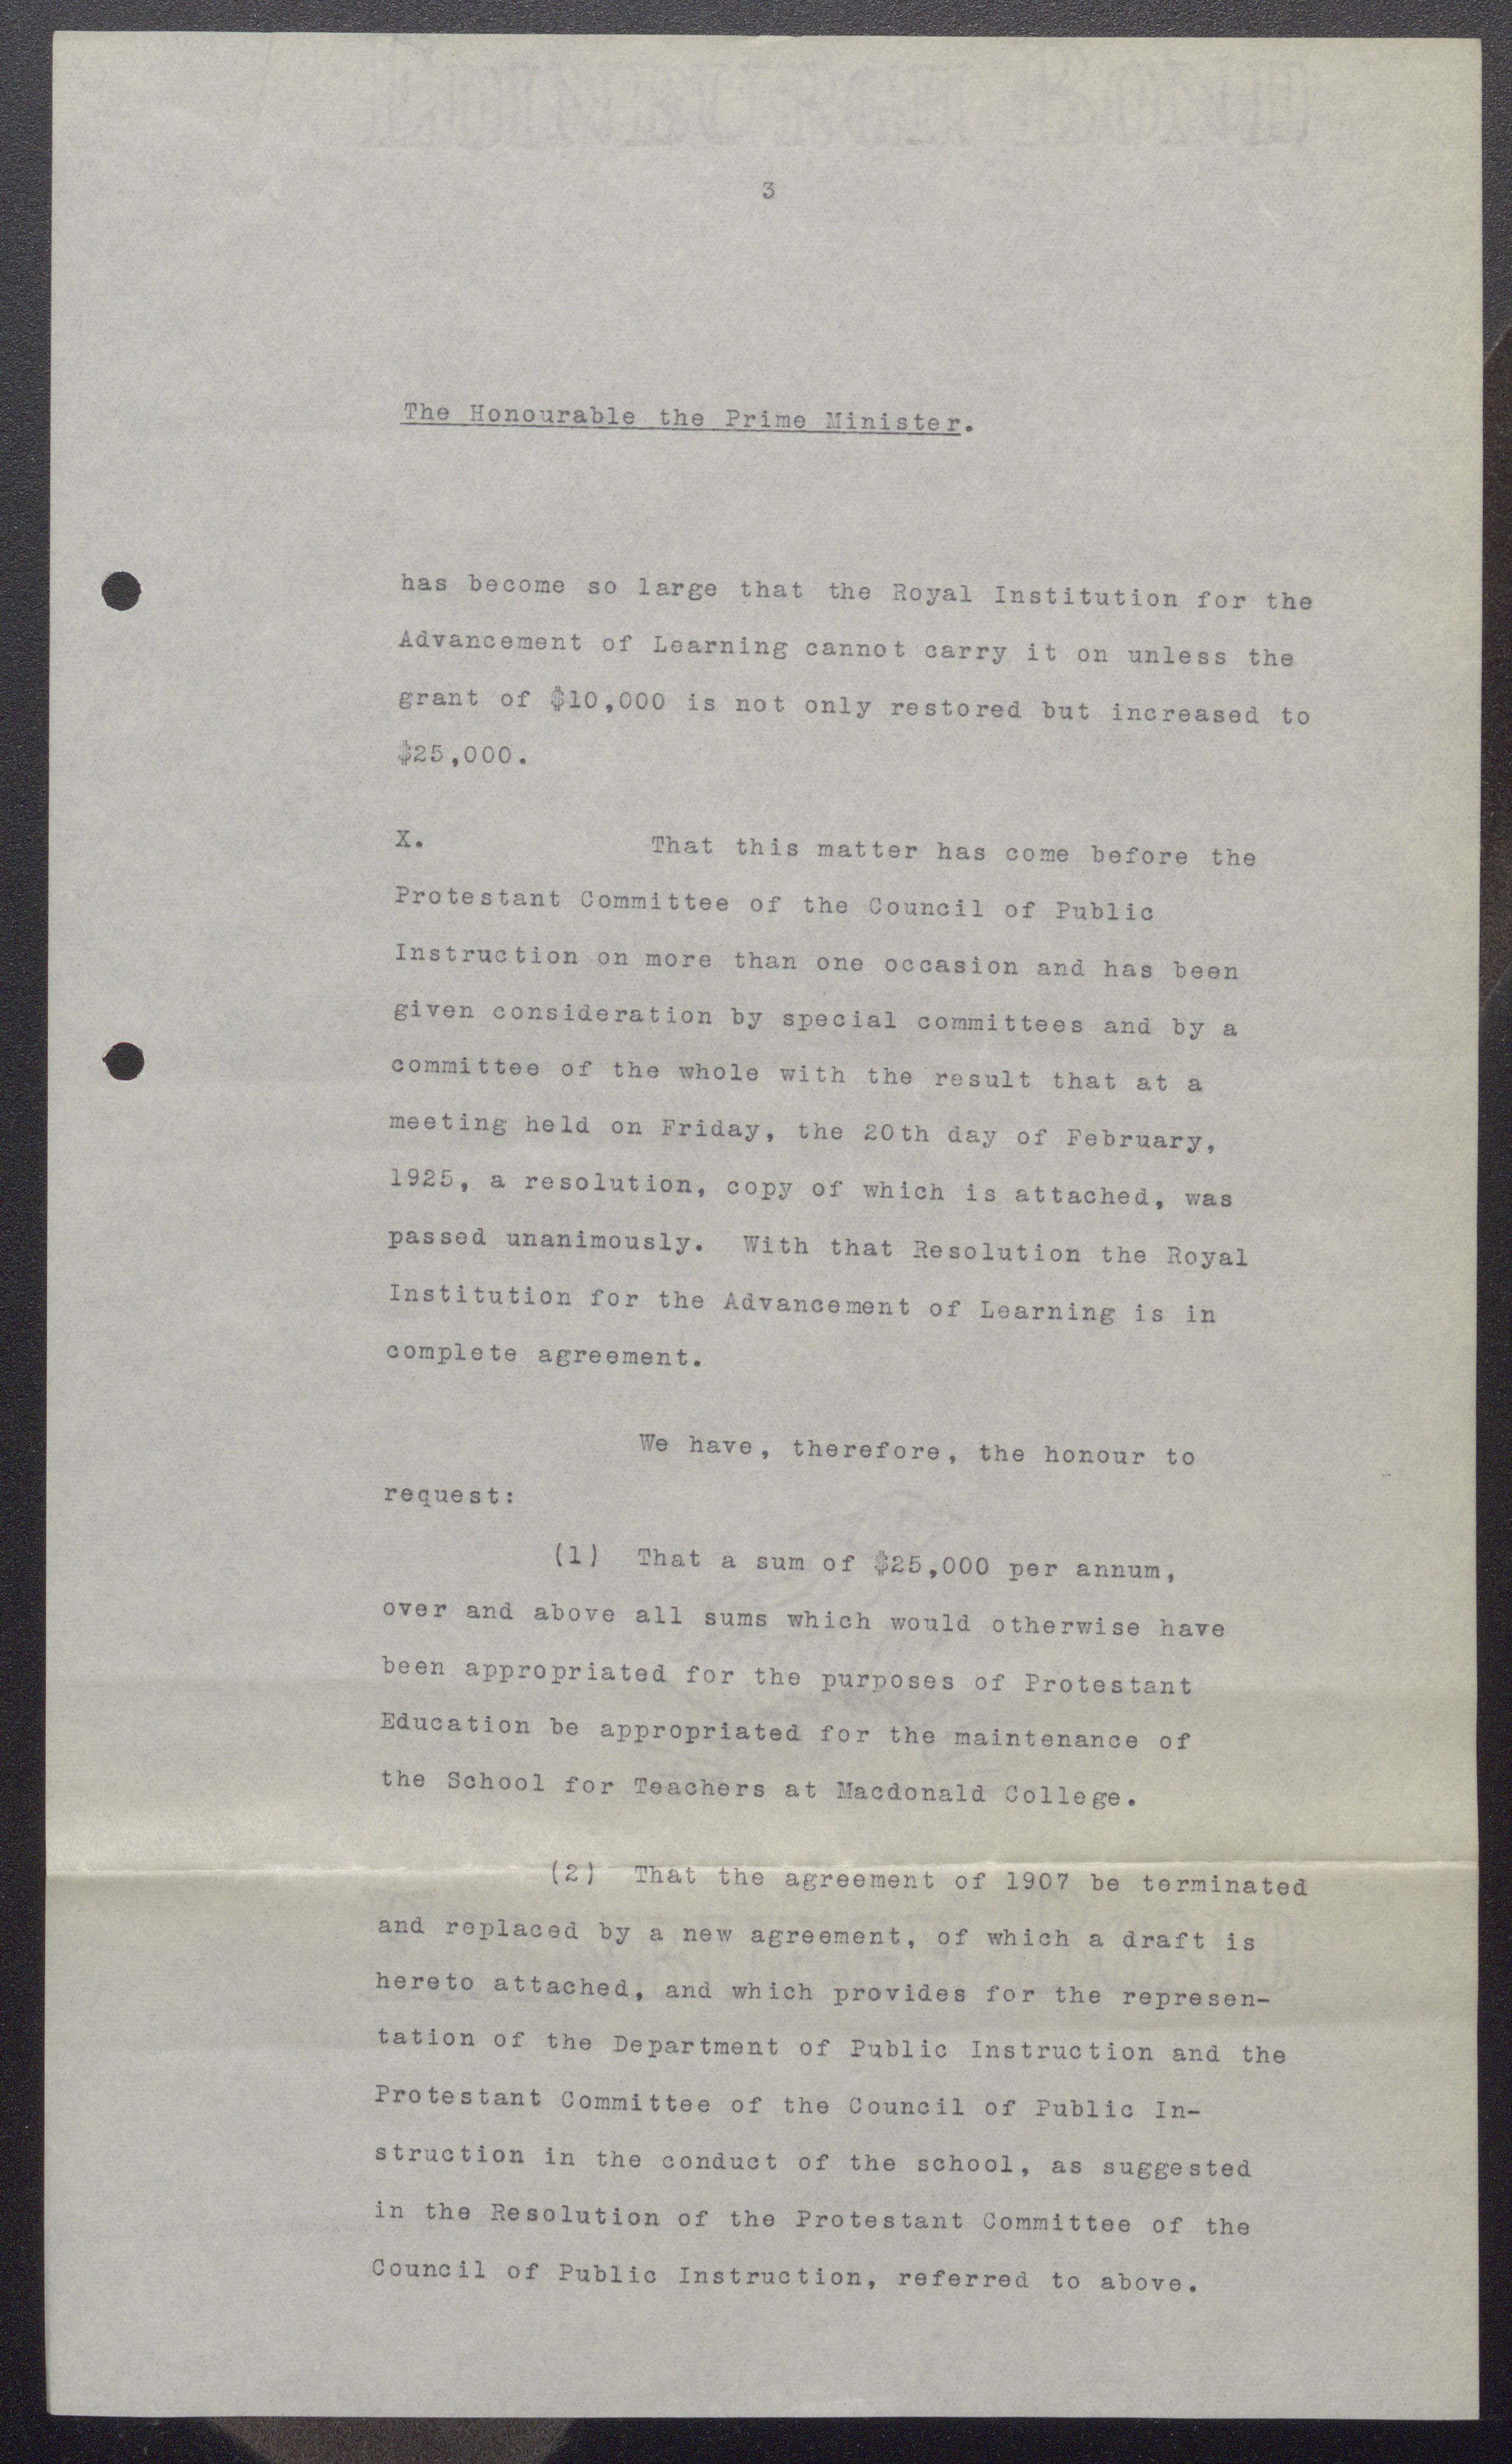 3
The Honourable the Prime Minister.
has become so large that the Royal Institution for the
Advancement of Learning cannot carry it on unless the
grant of $10,000 is not only restored but increased to
$25,000.
X. That this matter has come before the
Protestant Committee of the Council of Public
Instruction on more than one occasion and has been
given consideration by special committees and by a
committee of the whole with the result that at a
meeting held on Friday, the 20th day of February,
1925, a resolution, copy of which is attached, was
passed unanimously. With that Resolution the Royal
Institution for the Advancement of Learning is in
complete agreement.
We have, therefore, the honour to
request:
(1) That a sum of $25,000 per annum,
over and above all sums which would otherwise have
been appropriated for the purposes of Protestant
Education be appropriated for the maintenance of
the School for Teachers at Macdonald College.
(2) That the agreement of 1907 be terminated
and replaced by a new agreement, of which a draft is
hereto attached, and which provides for the represen-
tation of the Department of Public Instruction and the
Protestant Committee of the Council of Public In-
struction in the conduct of the school, as suggested
in the Resolution of the Protestant Committee of the
Council of Public Instruction, referred to above.